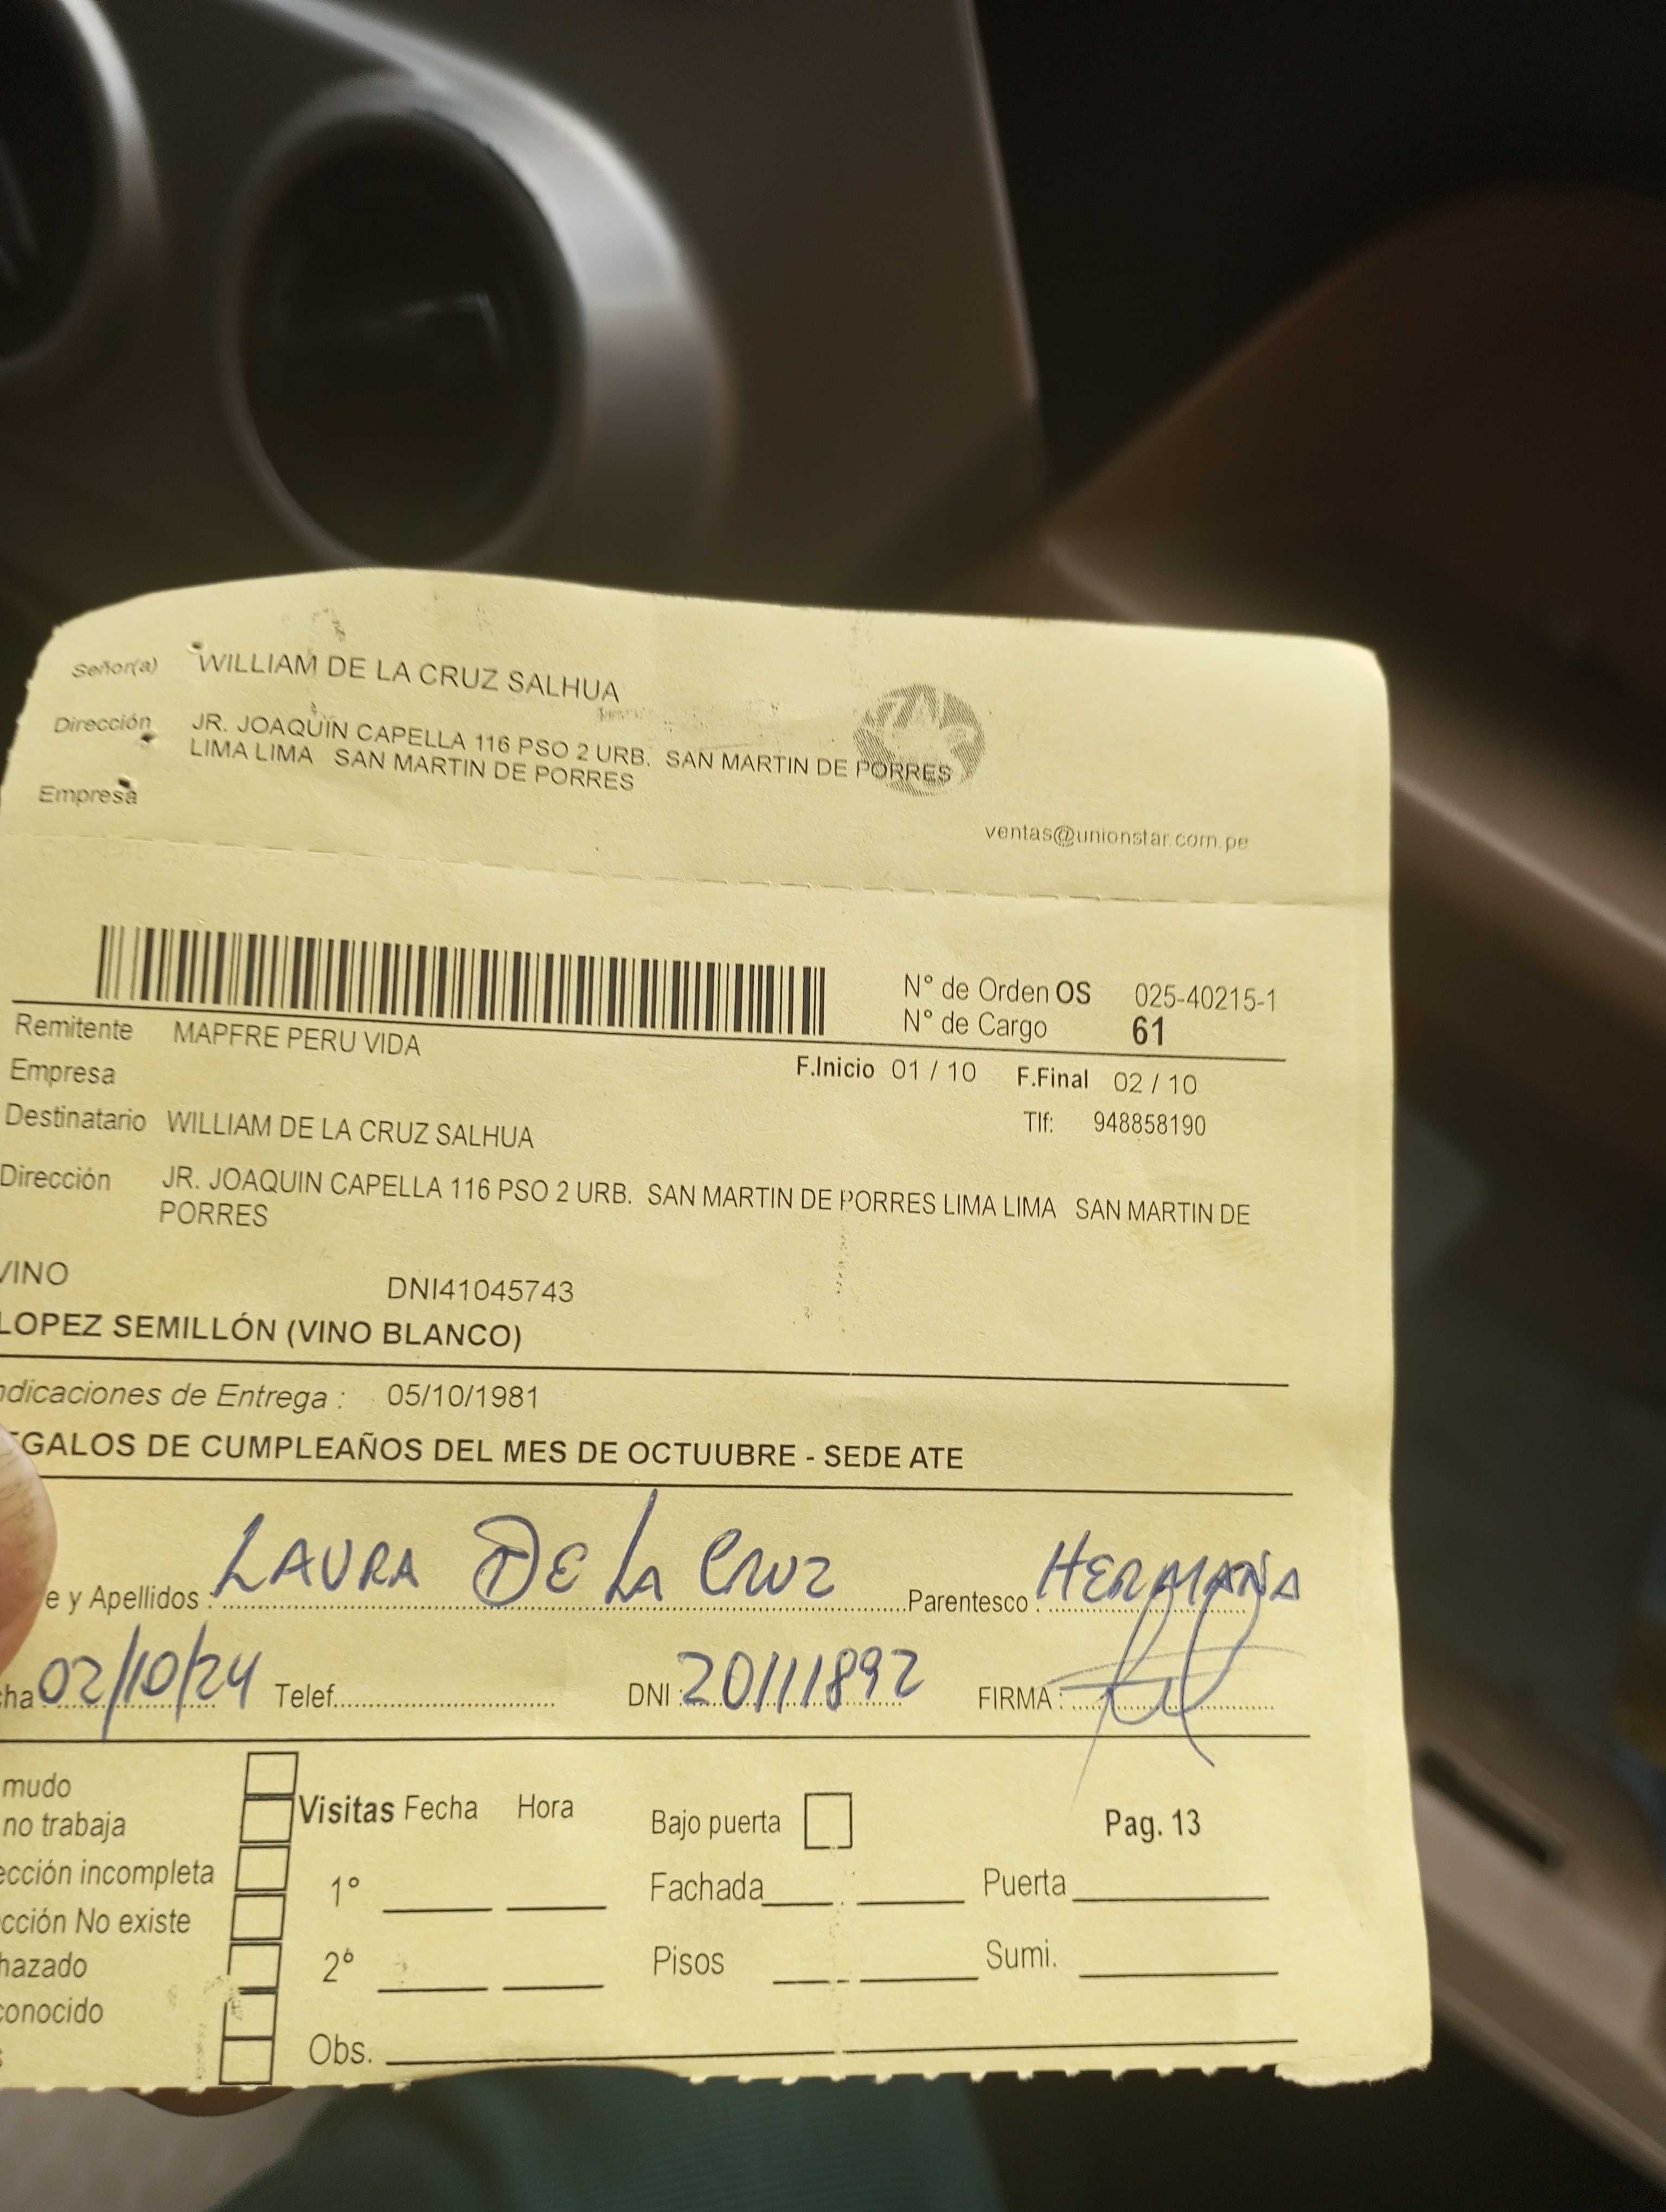 Señor(a) WILLIAM DE LA CRUZ SALHUA
Dirección JR. JOAQUIN CAPELLA 116 PSO 2 URB. SAN MARTIN DE PORRES
LIMA LIMA SAN MARTIN DE PORRES
Empresa
ventas@unionstar.com.pe
N° de Orden OS 025-40215-1
N° de Cargo 61
Remitente MAPFRE PERU VIDA
F.Inicio 01 / 10 F.Final 02 / 10
Empresa
Tlf: 948858190
Destinatario WILLIAM DE LA CRUZ SALHUA
Dirección JR. JOAQUIN CAPELLA 116 PSO 2 URB. SAN MARTIN DE PORRES LIMA LIMA SAN MARTIN DE
PORRES
VINO DNI41045743
LOPEZ SEMILLÓN (VINO BLANCO)
ndicaciones de Entrega : 05/10/1981
EGALOS DE CUMPLEAÑOS DEL MES DE OCTUUBRE - SEDE ATE
e y Apellidos : LAURA DE LA CRUZ Parentesco : HERMANA
cha 02/10/24 Telef. DNI : 20111892 FIRMA :
mudo
no trabaja
ección incompleta
cción No existe
hazado
conocido
Visitas Fecha Hora Bajo puerta Pag. 13
1° Fachada Puerta
2° Pisos Sumi.
Obs.